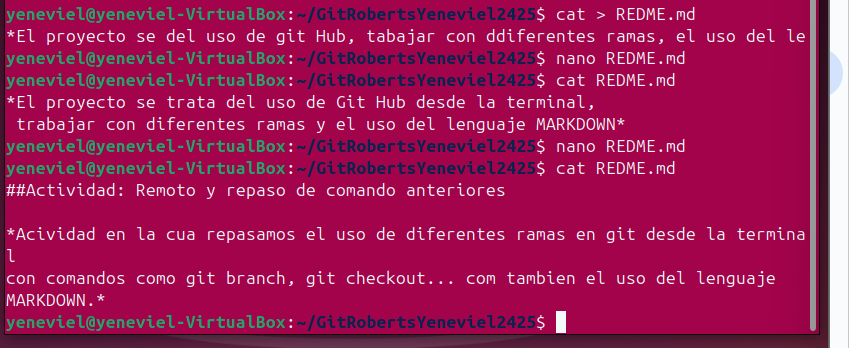 yeneviel@yeneviel-VirtualBox:~/GitRobertsYeneviel2425$ cat > REDME.md
*El proyecto se del uso de git Hub, tabajar con ddiferentes ramas, el uso del le
yeneviel@yeneviel-VirtualBox:~/GitRobertsYeneviel2425$ nano REDME.md
yeneviel@yeneviel-VirtualBox:~/GitRobertsYeneviel2425$ cat REDME.md
*El proyecto se trata del uso de Git Hub desde la terminal,
 trabajar con diferentes ramas y el uso del lenguaje MARKDOWN*
yeneviel@yeneviel-VirtualBox:~/GitRobertsYeneviel2425$ nano REDME.md
yeneviel@yeneviel-VirtualBox:~/GitRobertsYeneviel2425$ cat REDME.md
##Actividad: Remoto y repaso de comando anteriores
*Acividad en la cua repasamos el uso de diferentes ramas en git desde la termina
l
con comandos como git branch, git checkout... com tambien el uso del lenguaje
MARKDOWN.*
yeneviel@yeneviel-VirtualBox:~/GitRobertsYeneviel2425$